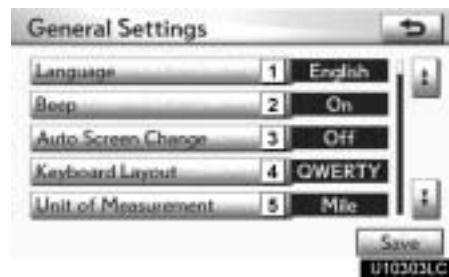 General Settings
Language 1 English
Beep 2 On
Auto Screen Change 3 Off
Keyboard Layout 4 QWERTY
Unit of Measurement 5 Mile
Save
U10303LC